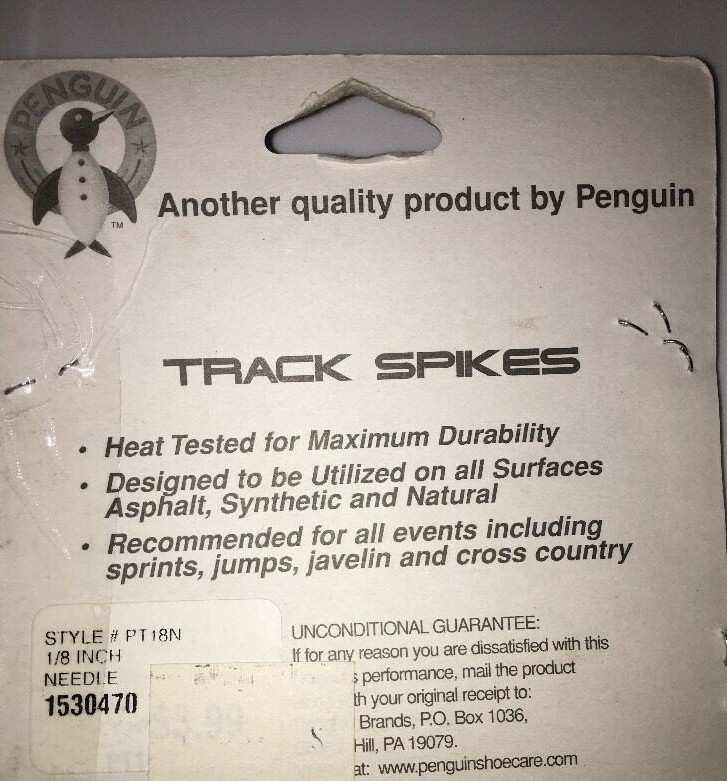 PENGUIN
TM
Another quality product by Penguin
TRACK SPIKES
• Heat Tested for Maximum Durability
• Designed to be Utilized on all Surfaces
Asphalt, Synthetic and Natural
• Recommended for all events including
sprints, jumps, javelin and cross country
STYLE # PT18N
1/8 INCH
NEEDLE
1530470
UNCONDITIONAL GUARANTEE:
If for any reason you are dissatisfied with this
s performance, mail the product
th your original receipt to:
Brands, P.O. Box 1036,
Hill, PA 19079.
at: www.penguinshoecare.com